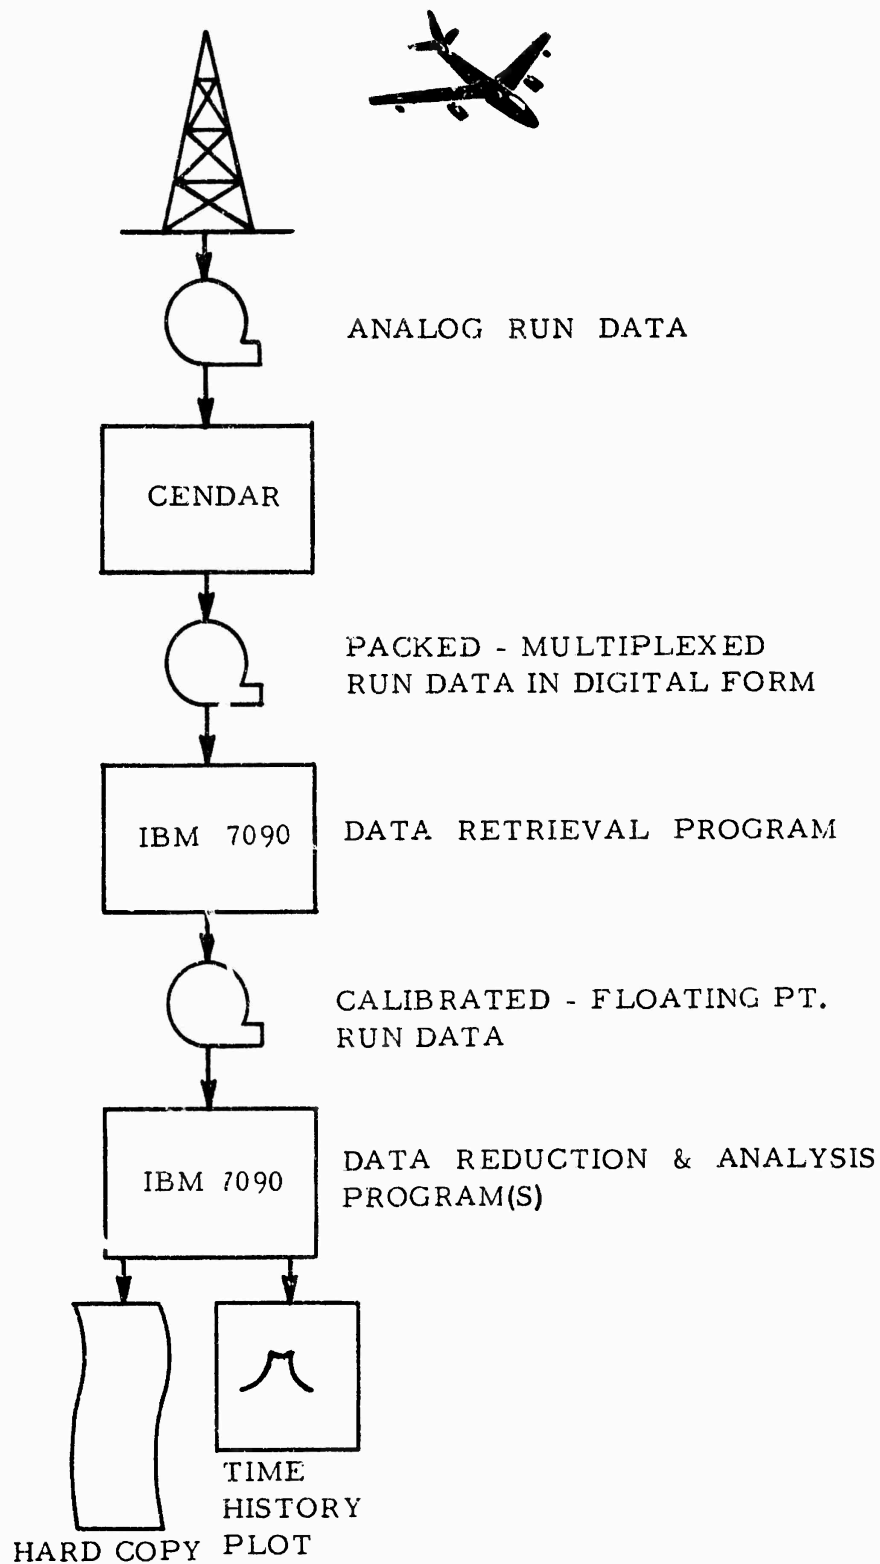 ANALOG RUN DATA
CENDAR
PACKED - MULTIPLEXED
RUN DATA IN DIGITAL FORM
IBM 7090
DATA RETRIEVAL PROGRAM
CALIBRATED - FLOATING PT.
RUN DATA
IBM 7090
DATA REDUCTION & ANALYSIS
PROGRAM(S)
HARD COPY
TIME
HISTORY
PLOT